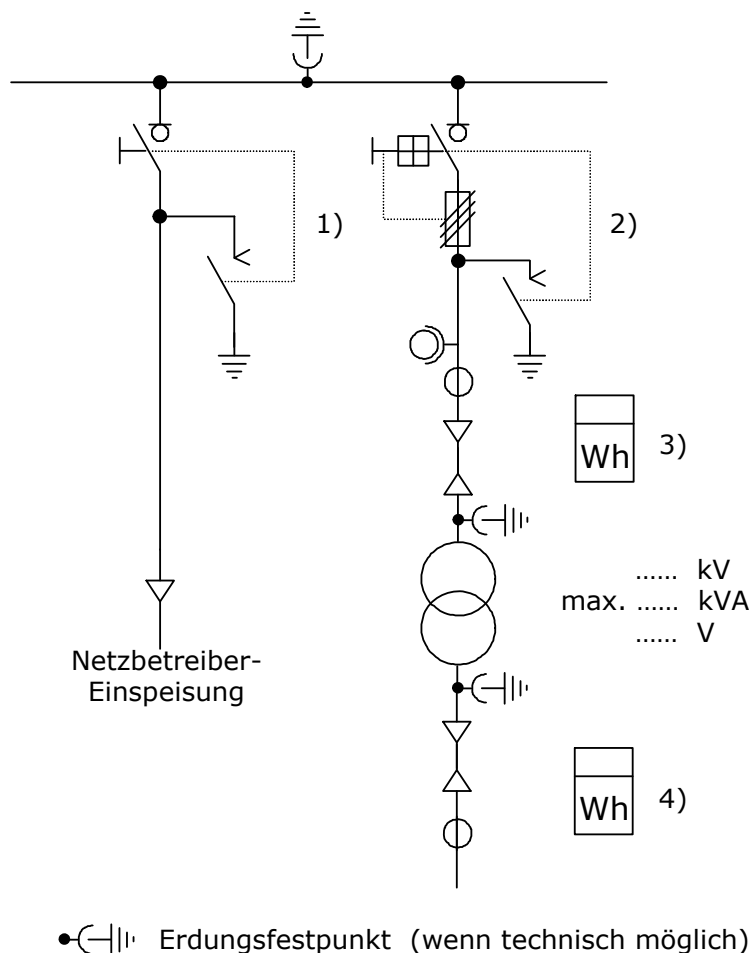 1)
2)
Wh
3)
...... kV
max. ...... kVA
...... V
Netzbetreiber-
Einspeisung
Wh
4)
Erdungsfestpunkt (wenn technisch möglich)